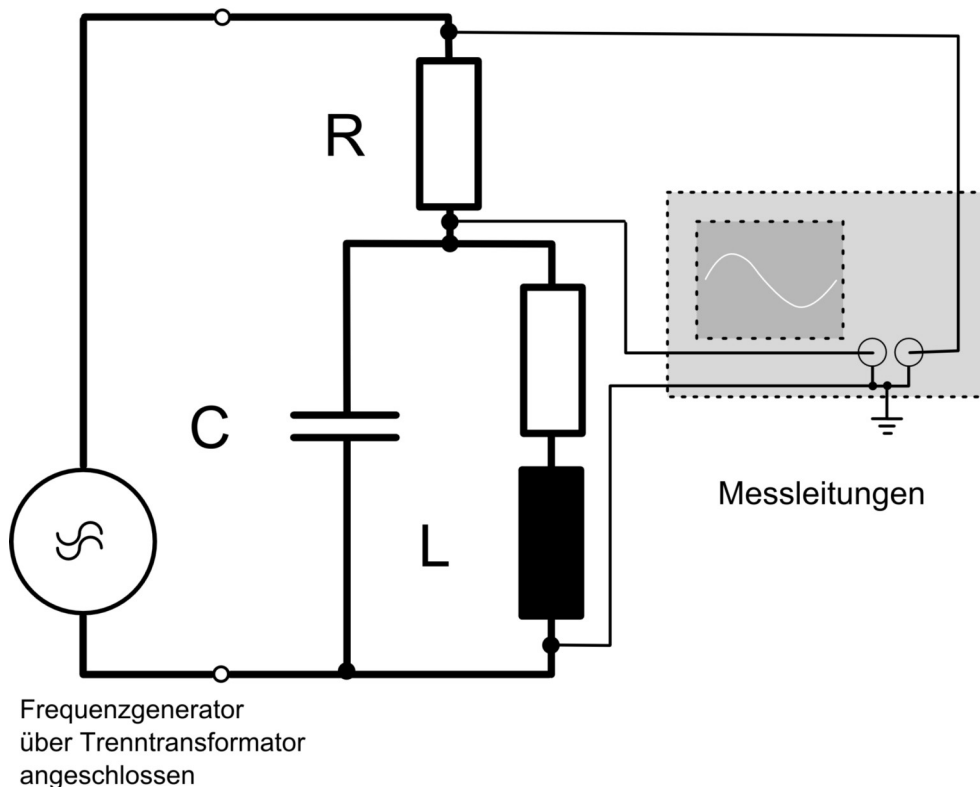 R
C
L
Messleitungen
Frequenzgenerator
über Trenntransformator
angeschlossen